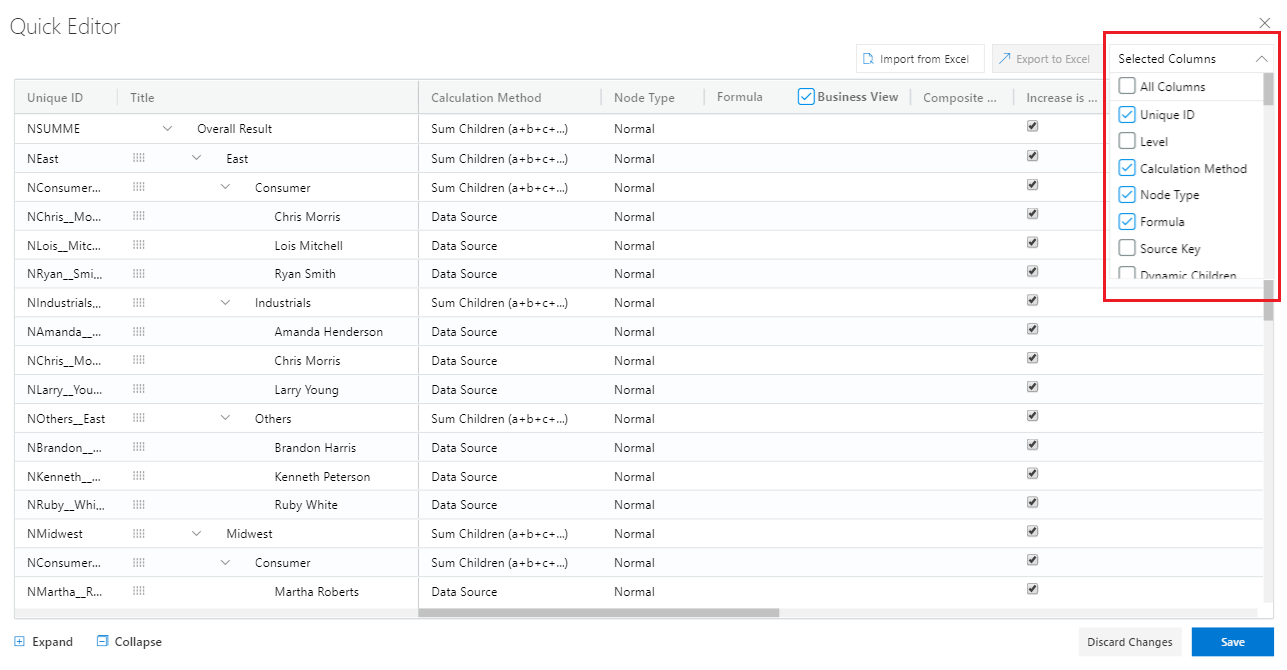 Quick Editor
Import from Excel
Export to Excel
Selected Columns
All Columns
Unique ID
Level
Calculation Method
Node Type
Formula
Source Key
Dynamic Children
Unique ID Title Calculation Method Node Type Formula Business View Composite ... Increase is ...
NSUMME Overall Result Sum Children (a+b+c+...) Normal
NEast East Sum Children (a+b+c+...) Normal
NConsumer... Consumer Sum Children (a+b+c+...) Normal
NChris__Mo... Chris Morris Data Source Normal
NLois__Mitc... Lois Mitchell Data Source Normal
NRyan__Smi... Ryan Smith Data Source Normal
NIndustrials... Industrials Sum Children (a+b+c+...) Normal
NAmanda__... Amanda Henderson Data Source Normal
NChris__Mo... Chris Morris Data Source Normal
NLarry__You... Larry Young Data Source Normal
NOthers__East Others Sum Children (a+b+c+...) Normal
NBrandon__... Brandon Harris Data Source Normal
NKenneth__... Kenneth Peterson Data Source Normal
NRuby__Whi... Ruby White Data Source Normal
NMidwest Midwest Sum Children (a+b+c+...) Normal
NConsumer... Consumer Sum Children (a+b+c+...) Normal
NMartha__R... Martha Roberts Data Source Normal
Expand Collapse Discard Changes Save